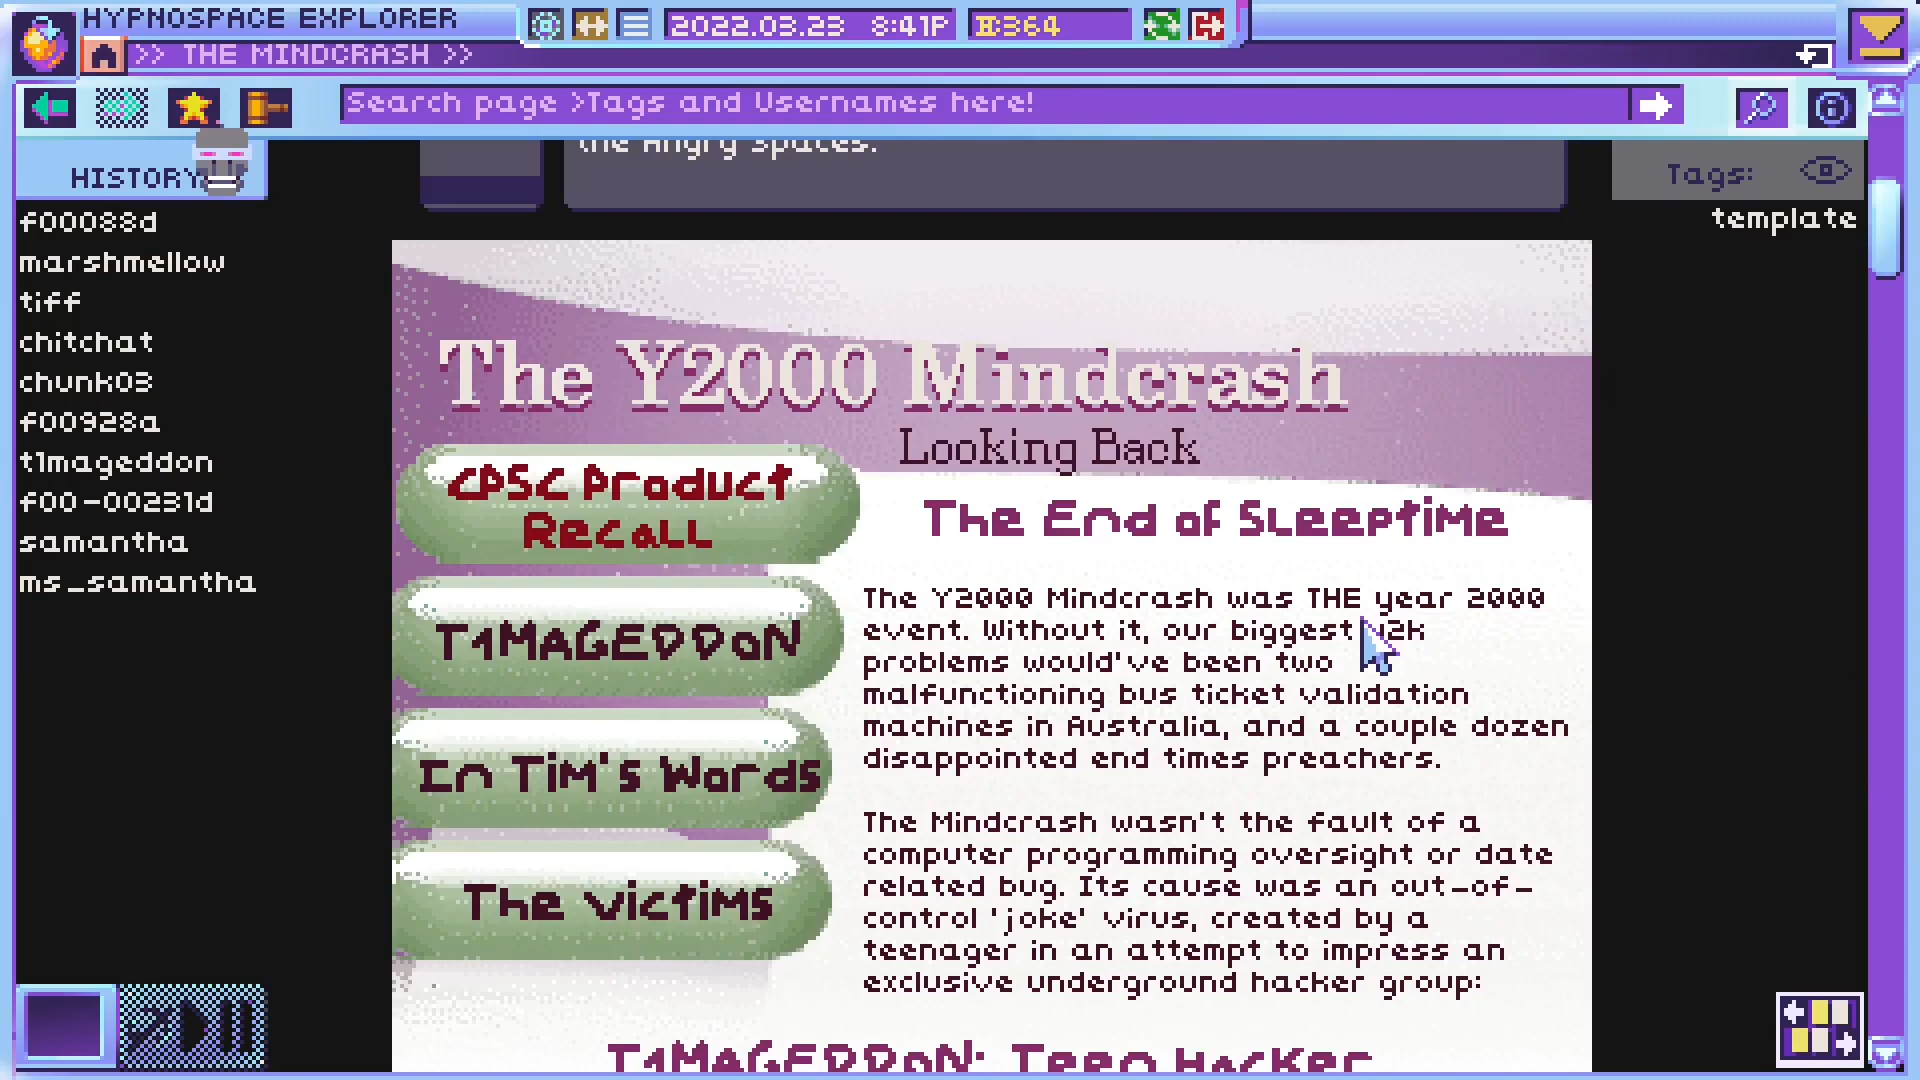 HYPNOSPACE EXPLORER
2022.03.23 8:41P
364
>> THE MINDCRASH >>
Search page >Tags and Usernames here!
HISTORY
f00088d
marshmellow
tiff
chitchat
chunk03
f00928a
t1mageddon
f00-00231d
samantha
ms_samantha
the Angry Spaces.
Tags:
template
The Y2000 Mindcrash
Looking Back
CPSC Product
Recall
T1MAGEDDON
In Tim's Words
The Victims
The End of Sleeptime
The Y2000 Mindcrash was THE year 2000
event. Without it, our biggest y2k
problems would've been two
malfunctioning bus ticket validation
machines in Australia, and a couple dozen
disappointed end times preachers.
The Mindcrash wasn't the fault of a
computer programming oversight or date
related bug. Its cause was an out-of-
control 'joke' virus, created by a
teenager in an attempt to impress an
exclusive underground hacker group:
T1MAGEDDON: Teen Hacker